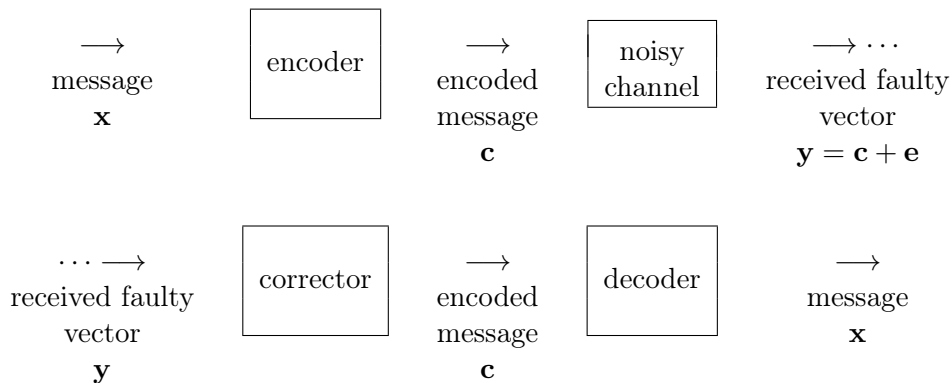 ⟶
message
x
encoder
⟶
encoded
message
c
noisy
channel
⟶ ⋯
received faulty
vector
y = c + e
⋯ ⟶
received faulty
vector
y
corrector
⟶
encoded
message
c
decoder
⟶
message
x